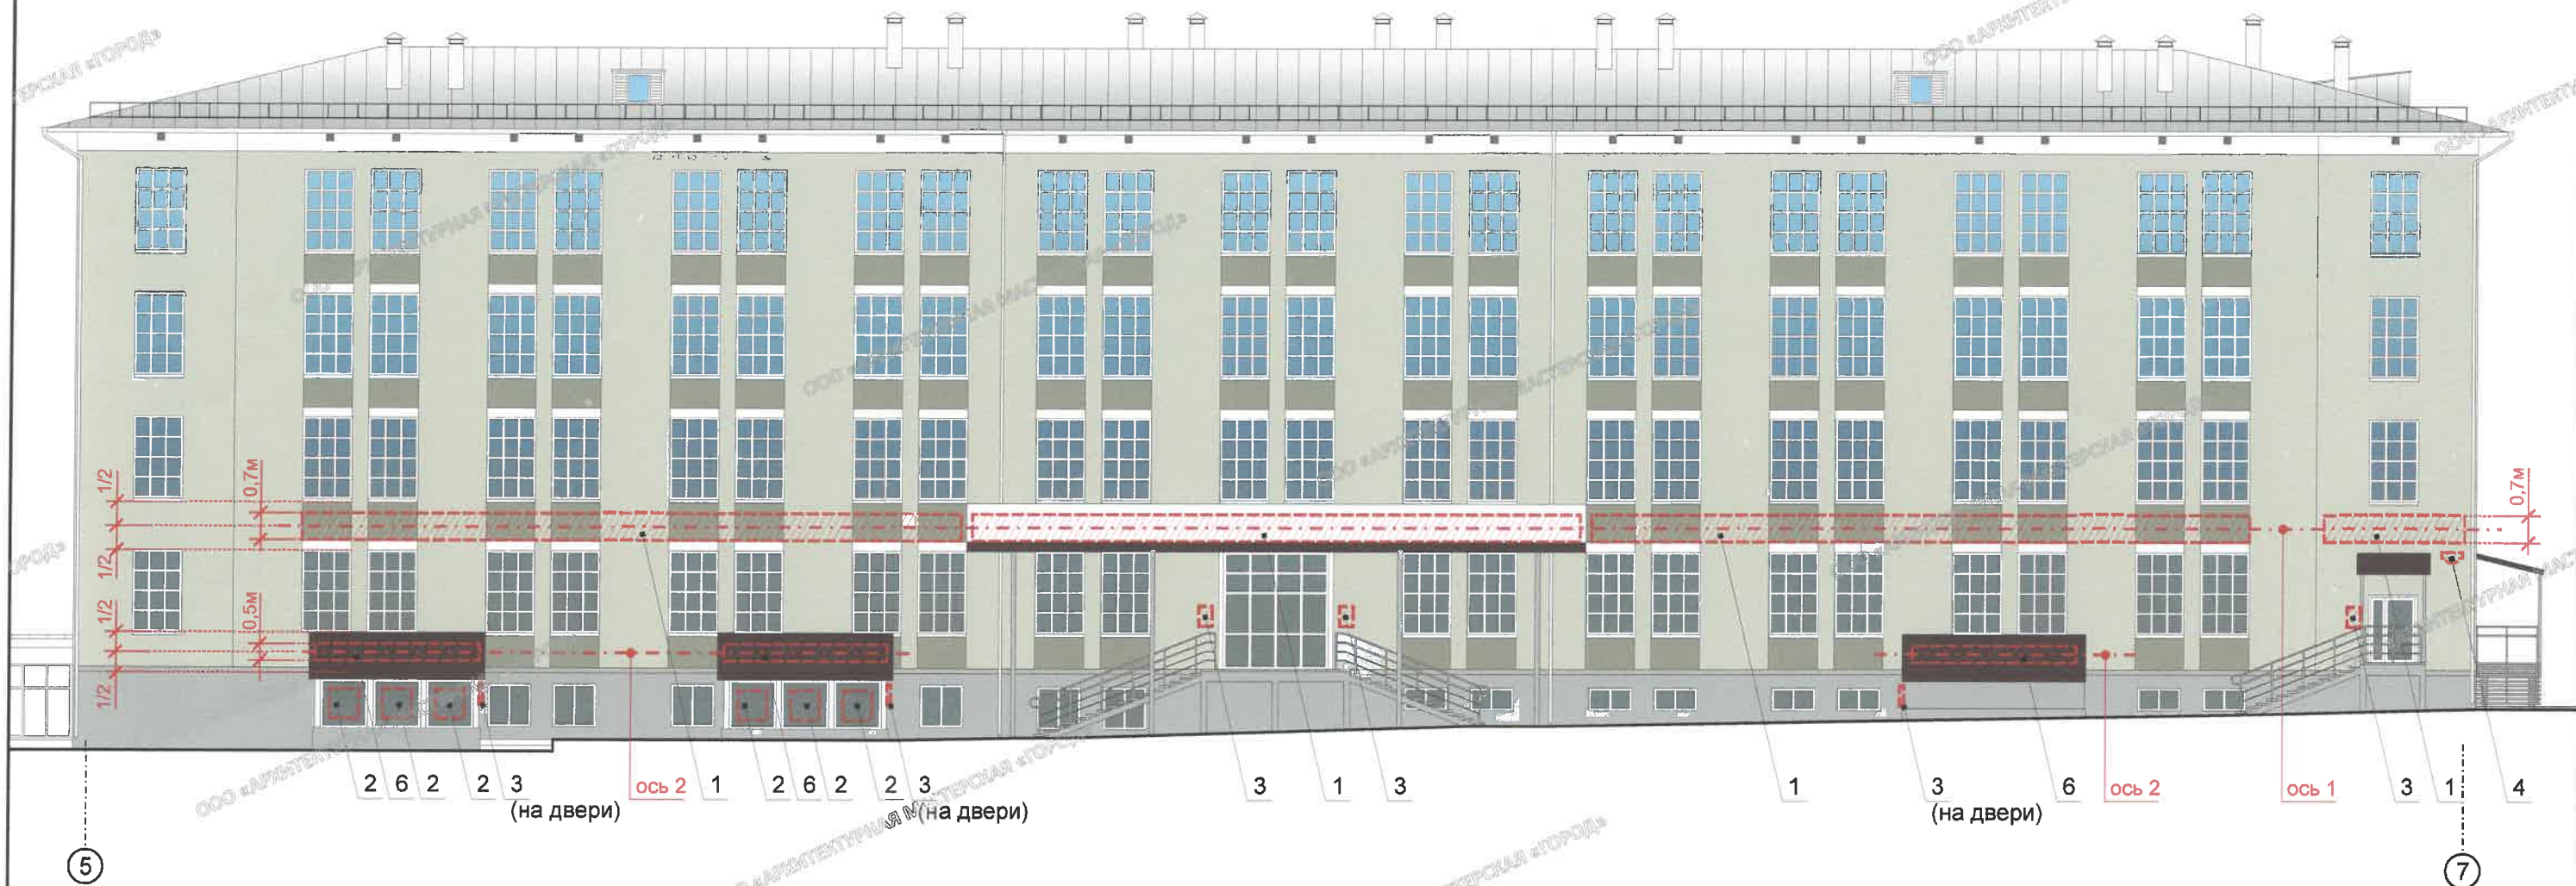 ООО «АРХИТЕКТУРНАЯ МАСТЕРСКАЯ «ГОРОД»
1/2
0,7м
1/2
1/2
0,5м
1/2
0,7м
2 6 2 2 3 ось 2 1 2 6 2 2 3 3 1 3 1 3 6 ось 2 ось 1 3 1 4
(на двери)
(на двери)
(на двери)
5
7